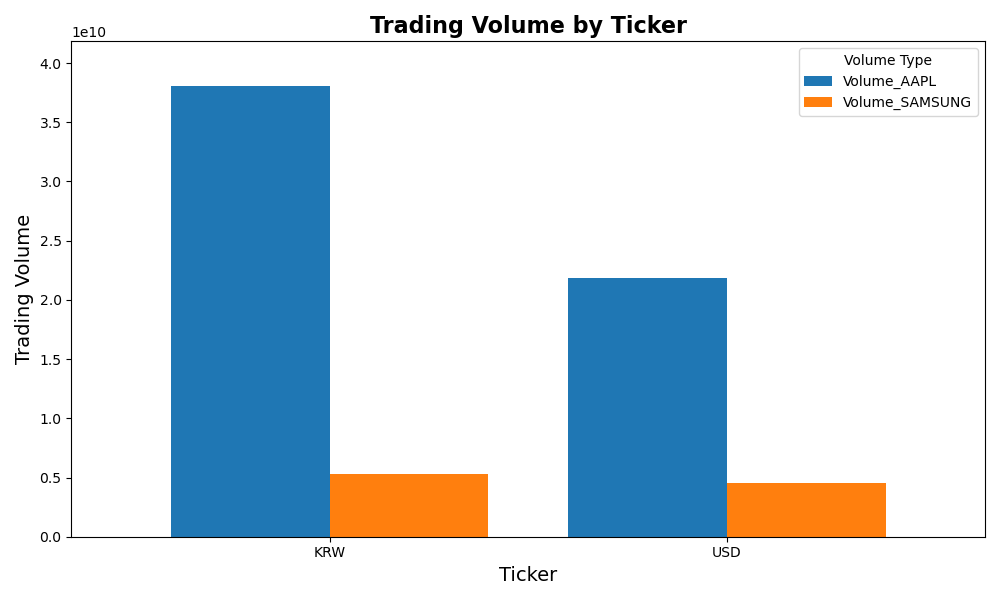 Trading Volume by Ticker
1e10
4.0
3.5
3.0
2.5
2.0
1.5
1.0
0.5
0.0
Trading Volume
Volume Type
Volume_AAPL
Volume_SAMSUNG
KRW
USD
Ticker